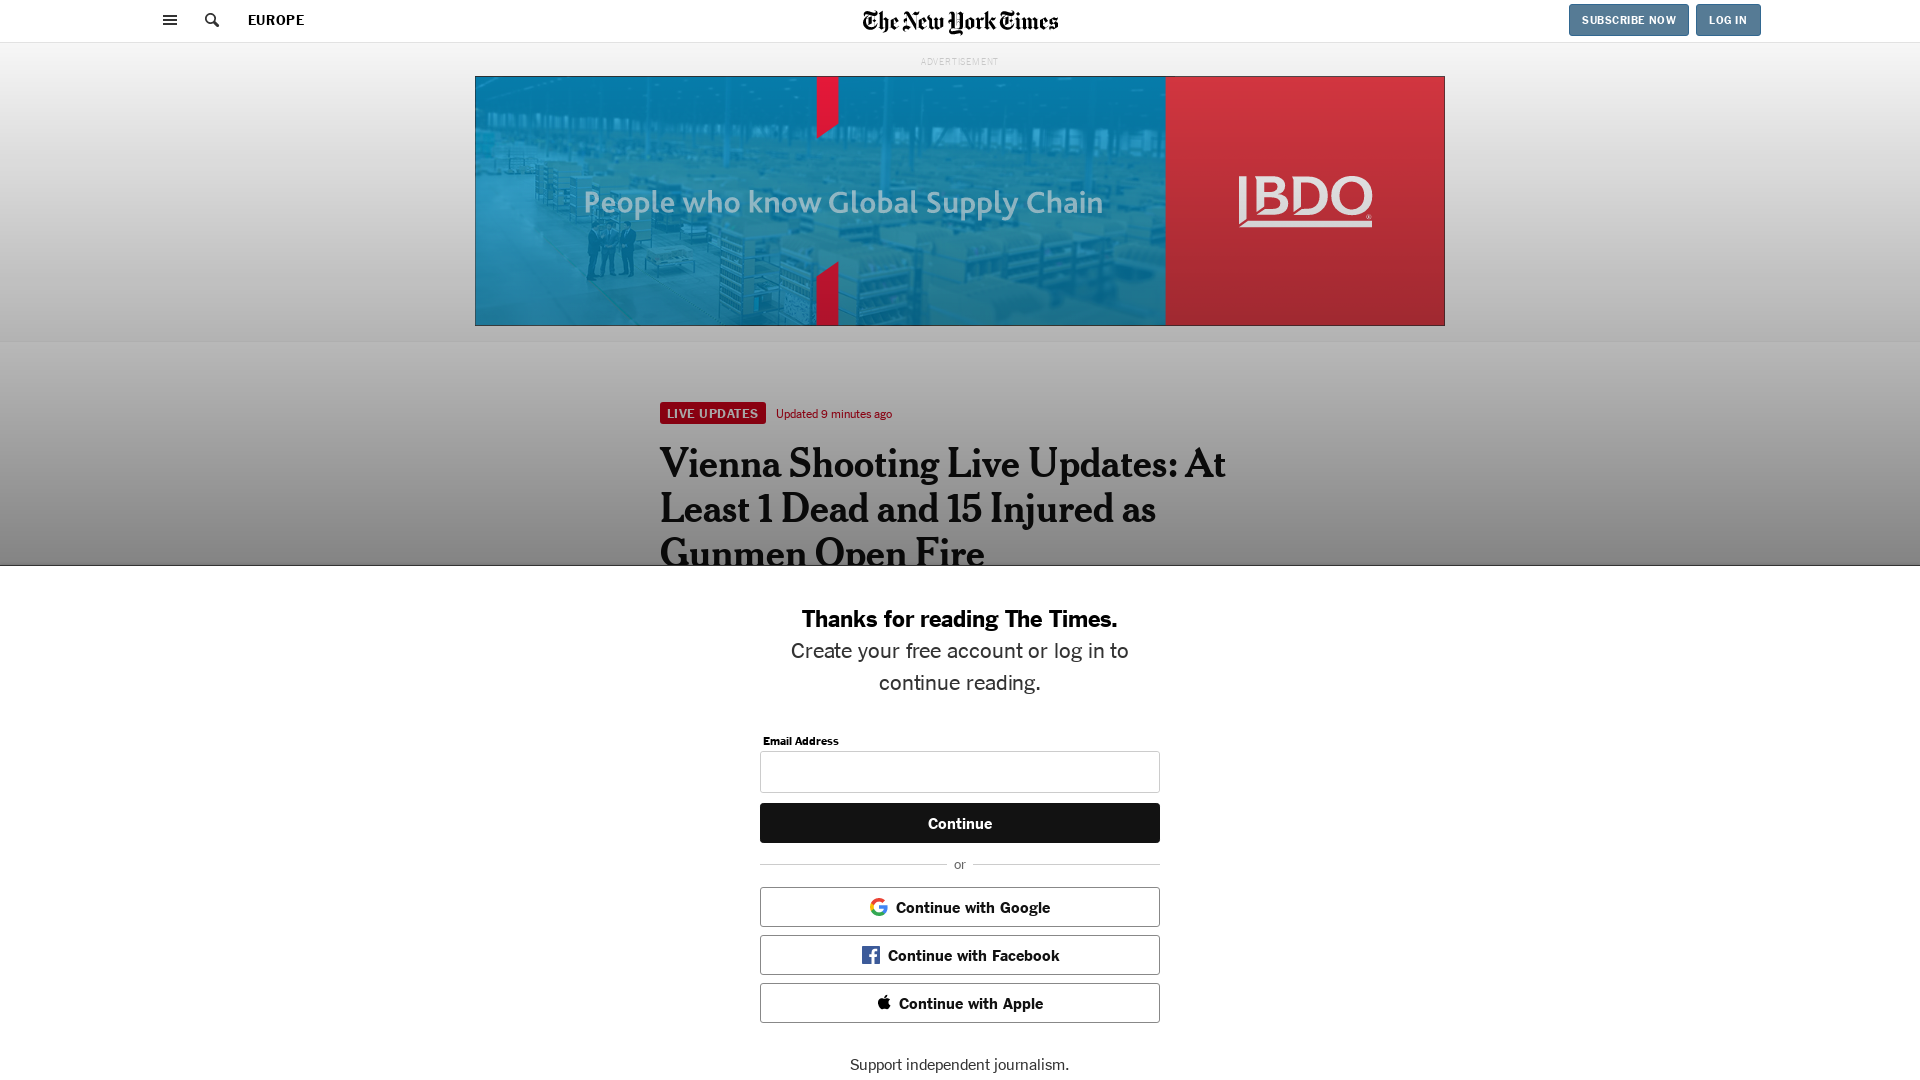 EUROPE
The New York Times
SUBSCRIBE NOW
LOG IN
ADVERTISEMENT
People who know Global Supply Chain
BDO
Vienna Shooting Live Updates: At
Least 1 Dead and 15 Injured as
Gunmen Open Fire
LIVE UPDATES
Updated 9 minutes ago
Thanks for reading The Times.
Create your free account or log in to
continue reading.
Email Address
Continue
or
Continue with Google
Continue with Facebook
Continue with Apple
Support independent journalism.